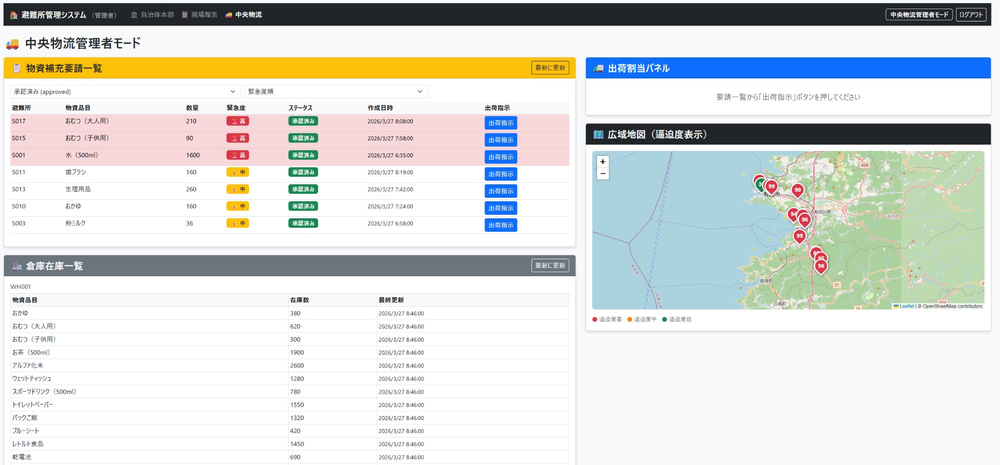 避難所管理システム （管理者） 自治体本部 現場報告 中央物流 中央物流管理者モード ログアウト
中央物流管理者モード
物資補充要請一覧 最新に更新
承認済み (approved) 緊急度順
避難所 物資品目 数量 緊急度 ステータス 作成日時 出荷指示
S017 おむつ（大人用） 210 高 承認済み 2026/3/27 8:08:00 出荷指示
S015 おむつ（子供用） 90 高 承認済み 2026/3/27 7:58:00 出荷指示
S001 水（500ml） 1600 高 承認済み 2026/3/27 6:35:00 出荷指示
S011 歯ブラシ 160 中 承認済み 2026/3/27 8:19:00 出荷指示
S013 生理用品 260 中 承認済み 2026/3/27 7:42:00 出荷指示
S010 おかゆ 160 中 承認済み 2026/3/27 7:24:00 出荷指示
S003 粉ミルク 36 中 承認済み 2026/3/27 6:58:00 出荷指示
倉庫在庫一覧 最新に更新
WH001
物資品目 在庫数 最終更新
おかゆ 380 2026/3/27 8:46:00
おむつ（大人用） 620 2026/3/27 8:46:00
おむつ（子供用） 300 2026/3/27 8:46:00
お茶（500ml） 1900 2026/3/27 8:46:00
アルファ化米 2600 2026/3/27 8:46:00
ウェットティッシュ 1280 2026/3/27 8:46:00
スポーツドリンク（500ml） 780 2026/3/27 8:46:00
トイレットペーパー 1550 2026/3/27 8:46:00
パックご飯 1320 2026/3/27 8:46:00
ブルーシート 420 2026/3/27 8:46:00
レトルト食品 1450 2026/3/27 8:46:00
乾電池 690 2026/3/27 8:46:00
出荷割当パネル
要請一覧から「出荷指示」ボタンを押してください
広域地図（逼迫度表示）
+
−
23
24
424
99
90
94
96
有田川町
26
有田郡
27
95
28
95
96
28-1
由良町
21
29
29
日高町
25
424
徳島県
和歌山県
Leaflet | © OpenStreetMap contributors
逼迫度高 逼迫度中 逼迫度低